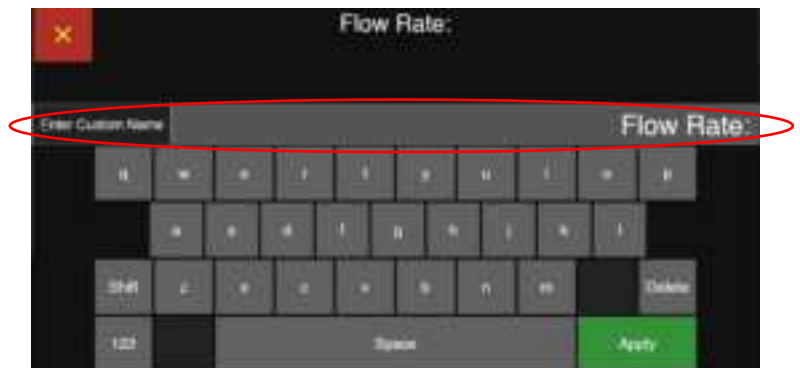 ×
Flow Rate:
Enter Custom Name Flow Rate:
q w e r t y u i o p
a s d f g h j k l
Shift z x c v b n m Delete
123 Space Apply